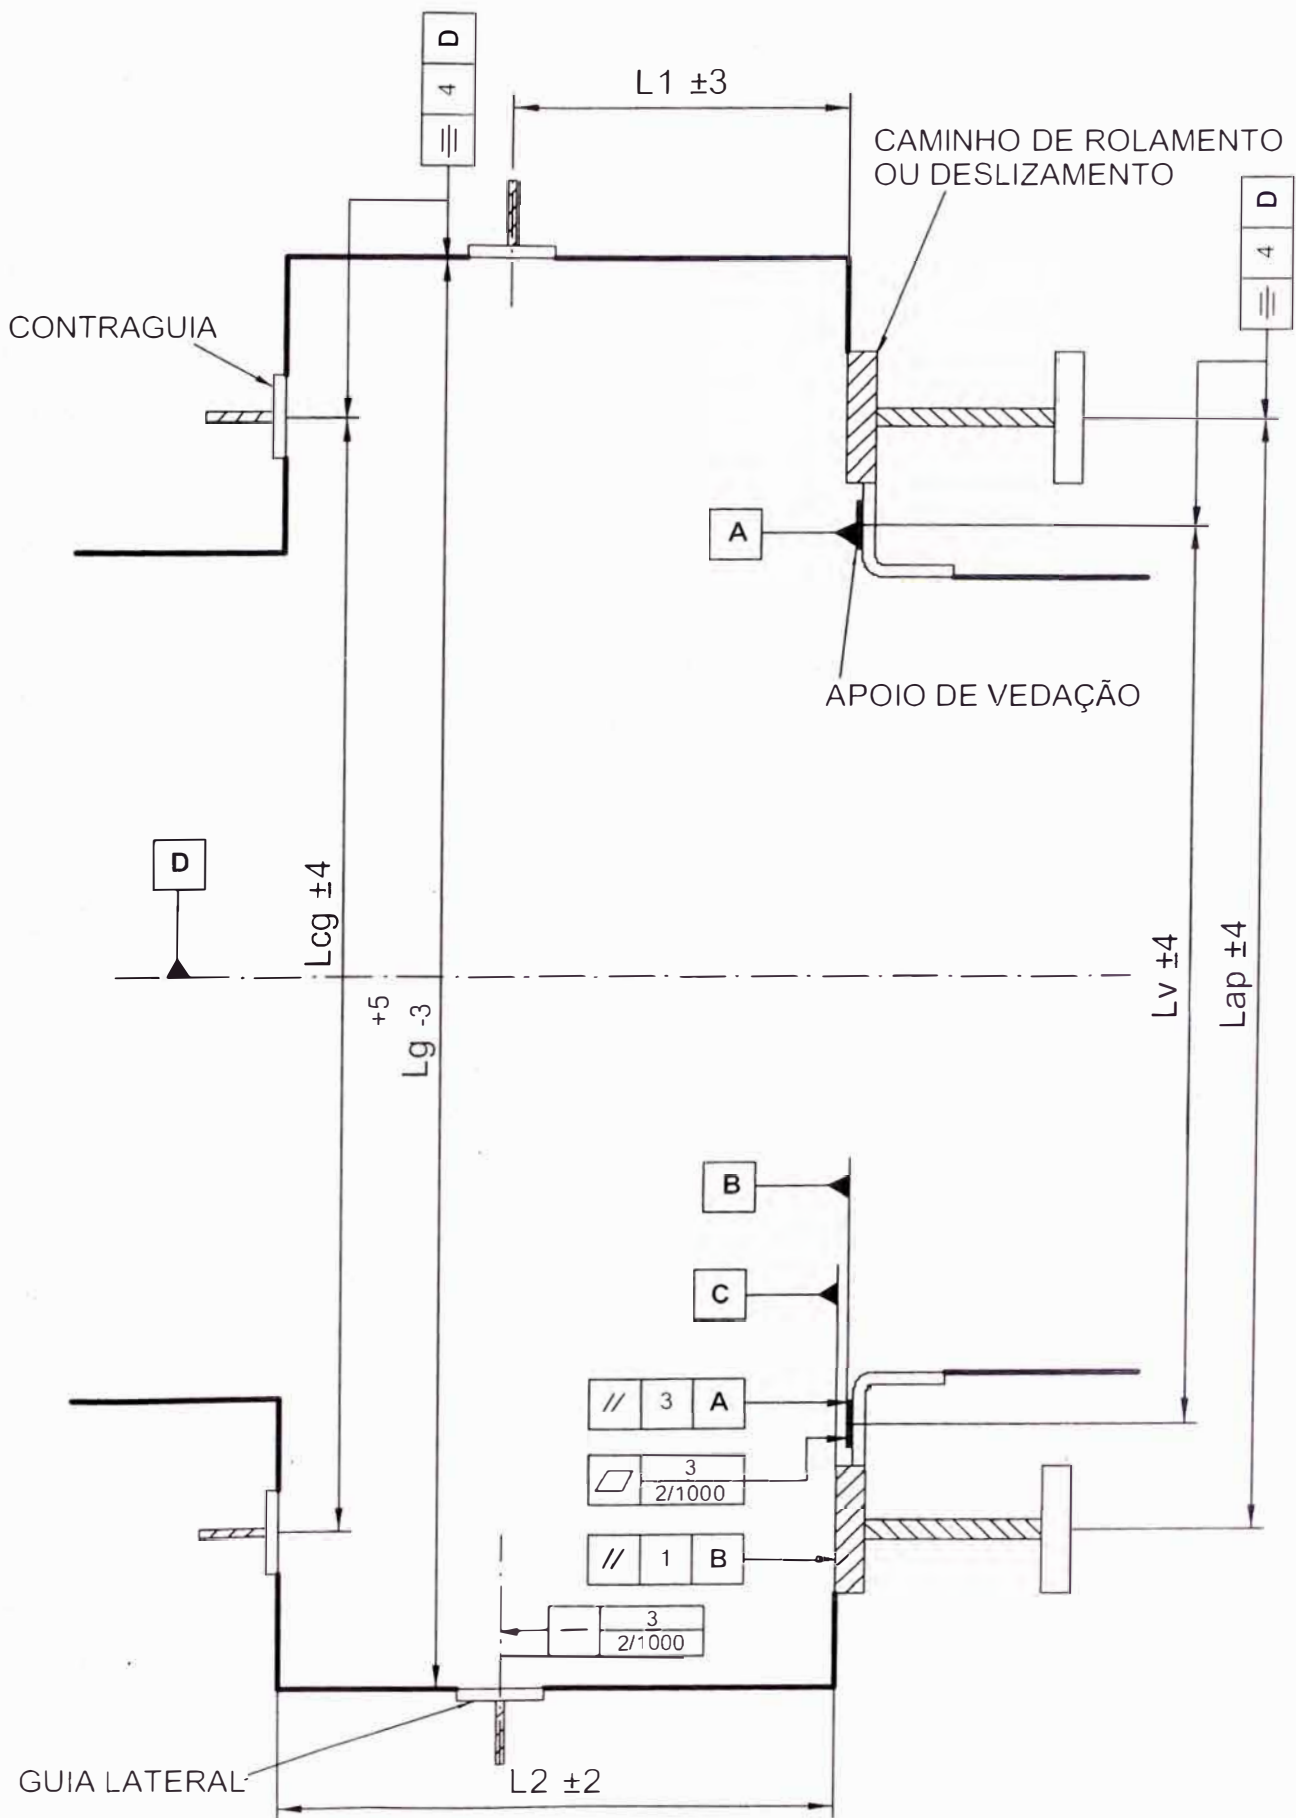 D
4
L1 ±3
CAMINHO DE ROLAMENTO
OU DESLIZAMENTO
D
4
CONTRAGUIA
A
APOIO DE VEDAÇÃO
D
Lcg ±4
+5
Lg -3
Lv ±4
Lap ±4
B
C
// 3 A
3
2/1000
// 1 B
3
2/1000
GUIA LATERAL
L2 ±2